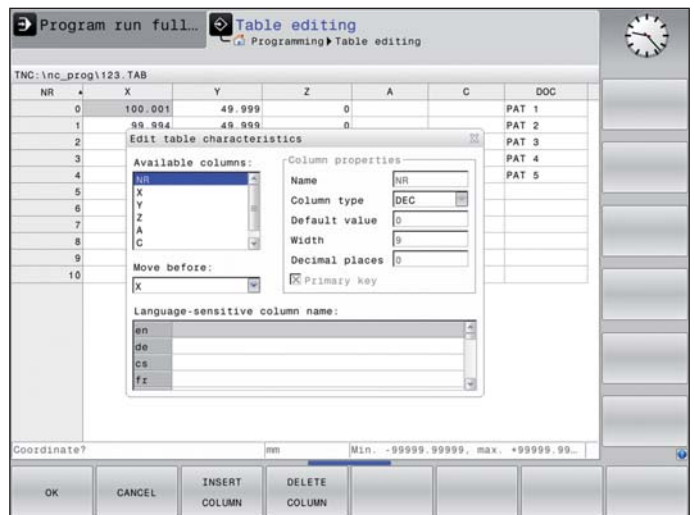 Program run full… Table editing
Programming Table editing
TNC:\nc_prog\123.TAB
NR X Y Z A C DOC
0 100.001 49.999 0 PAT 1
1 99.994 49.999 0 PAT 2
2 PAT 3
3 PAT 4
4 PAT 5
5
6
7
8
9
10
Edit table characteristics
Available columns:
NR
X
Y
Z
A
C
Move before:
X
Column properties
Name NR
Column type DEC
Default value 0
Width 9
Decimal places 0
Primary key
Language-sensitive column name:
en
de
cs
fr
Coordinate? mm Min. -99999.99999, max. +99999.99…
OK CANCEL INSERT COLUMN DELETE COLUMN